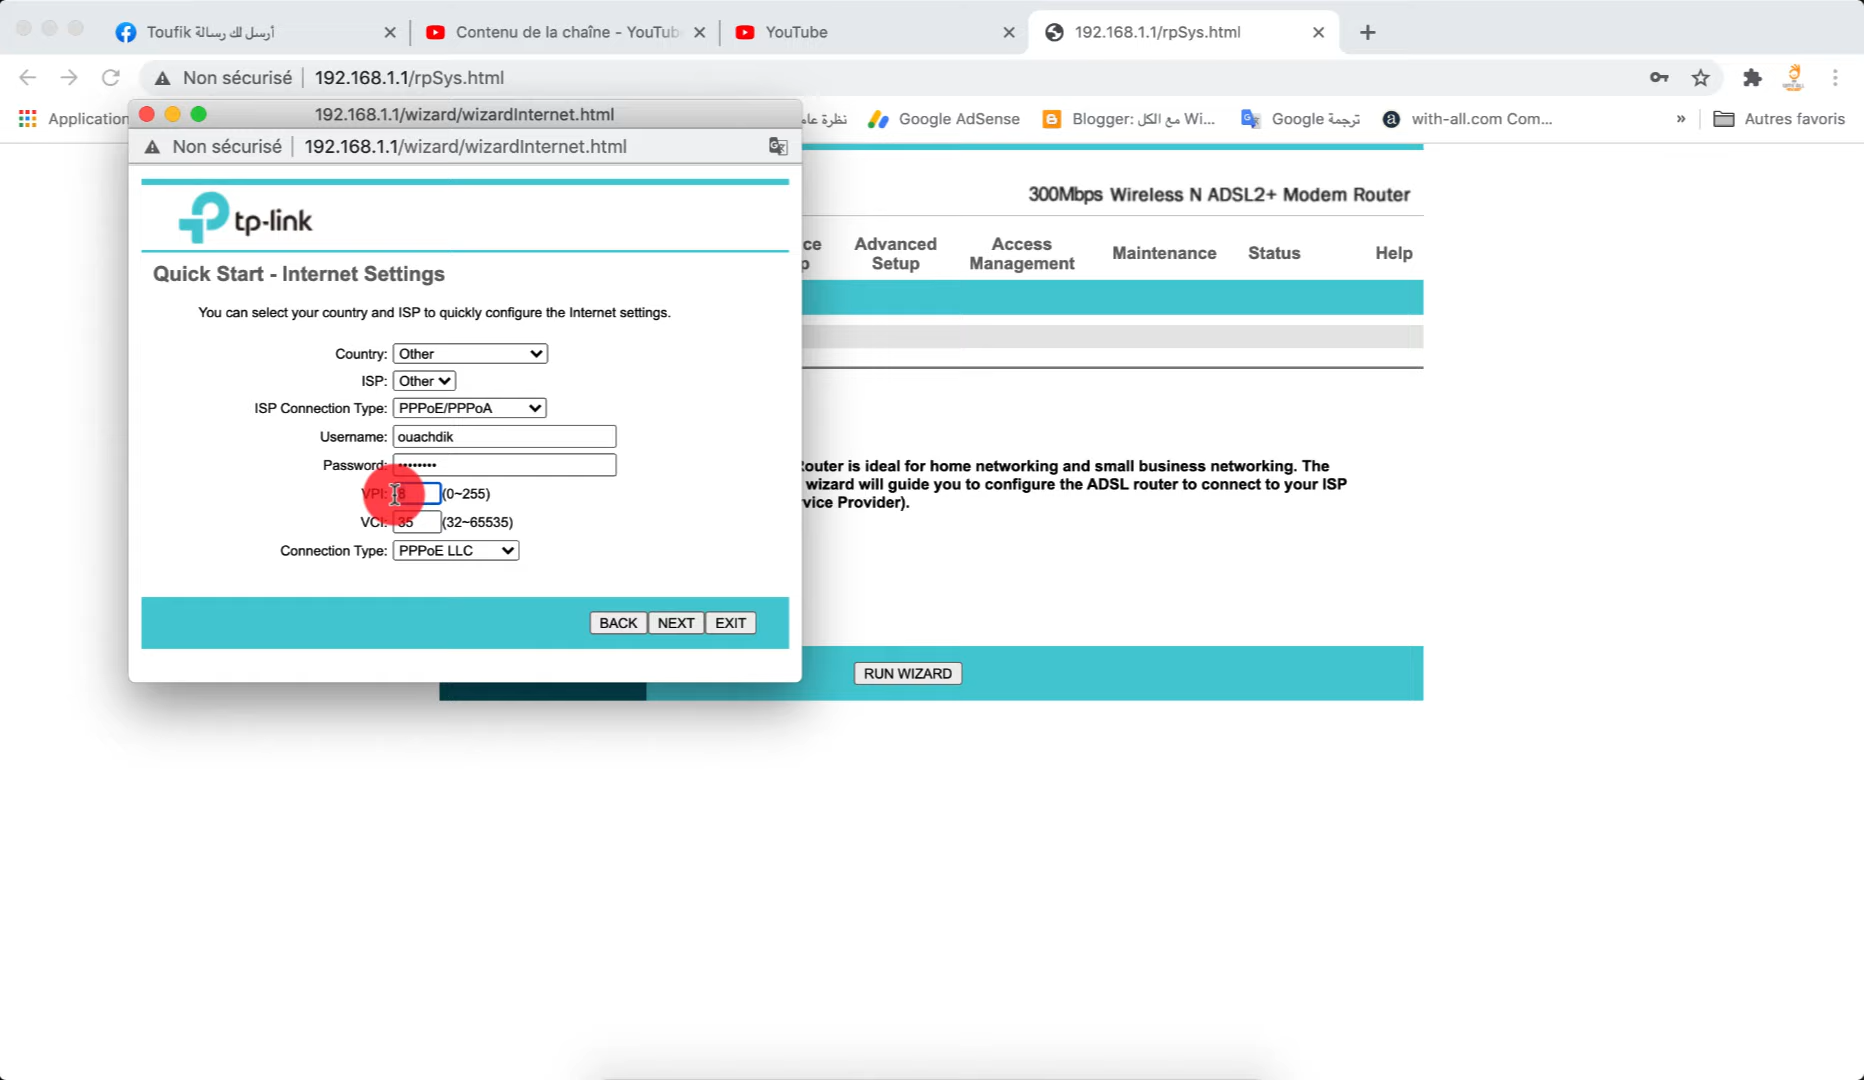 Toufik أرسل لك رسالة
Contenu de la chaîne - YouTub
YouTube
192.168.1.1/rpSys.html
Non sécurisé
192.168.1.1/rpSys.html
Application
نظرة عام
Google AdSense
Blogger: مع الكل Wi...
Google ترجمة
with-all.com Com...
»
Autres favoris
192.168.1.1/wizard/wizardInternet.html
Non sécurisé
192.168.1.1/wizard/wizardInternet.html
tp-link
Quick Start - Internet Settings
You can select your country and ISP to quickly configure the Internet settings.
Country: Other
ISP: Other
ISP Connection Type: PPPoE/PPPoA
Username: ouachdik
Password: ••••••••
VPI: 8 (0~255)
VCI: 35 (32~65535)
Connection Type: PPPoE LLC
BACK NEXT EXIT
300Mbps Wireless N ADSL2+ Modem Router
ce
p
Advanced Setup
Access Management
Maintenance
Status
Help
outer is ideal for home networking and small business networking. The
wizard will guide you to configure the ADSL router to connect to your ISP
vice Provider).
RUN WIZARD